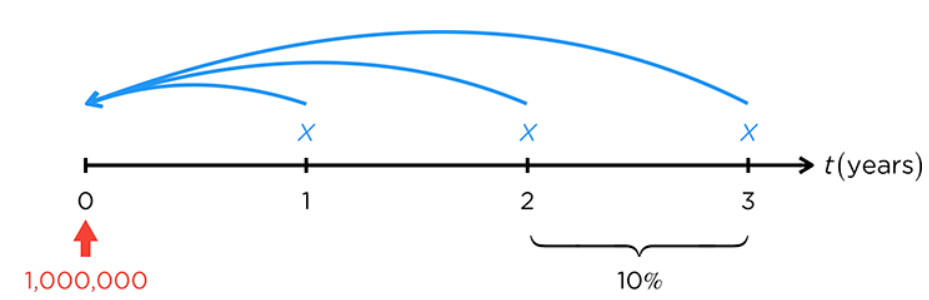 X X X
t(years)
0 1 2 3
1,000,000
10%